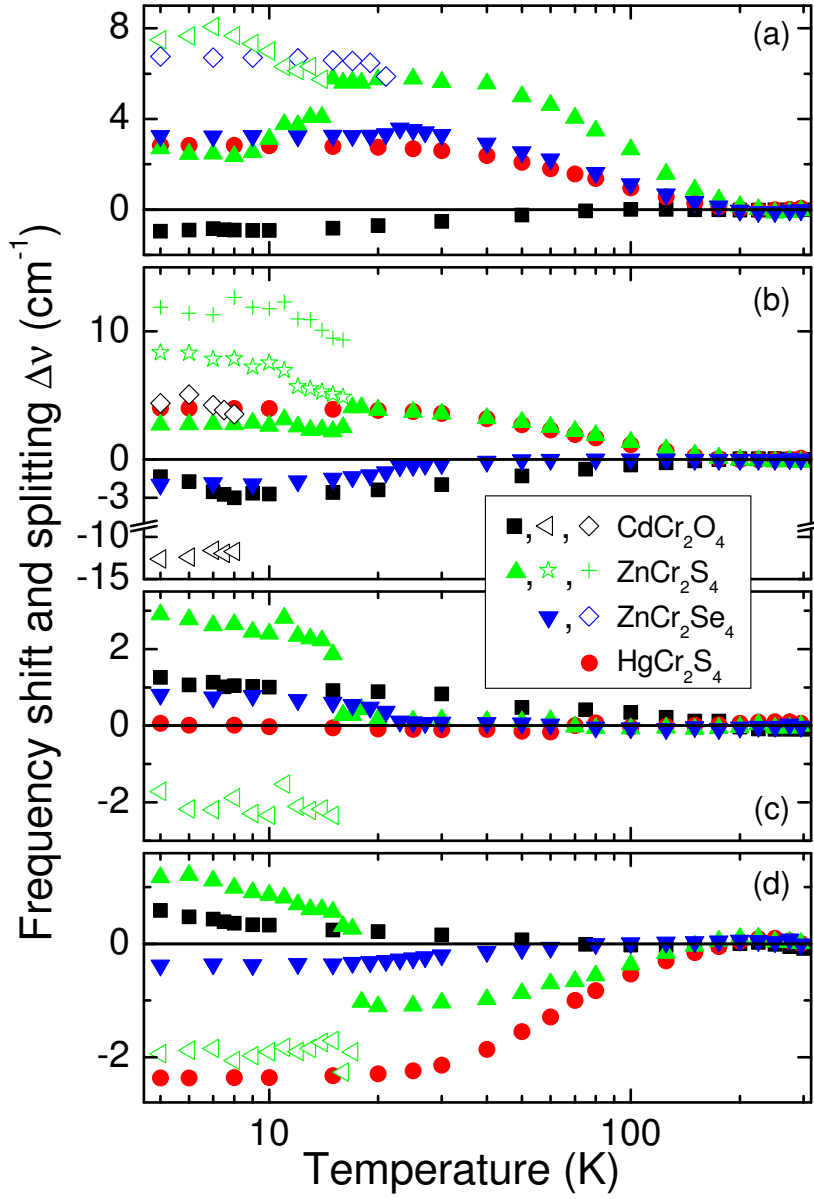 Frequency shift and splitting Δν (cm⁻¹)
8
4
0
(a)
10
0
-3
-10
-15
(b)
■,◁,◇ CdCr₂O₄
▲,☆,+ ZnCr₂S₄
▼,◇ ZnCr₂Se₄
● HgCr₂S₄
2
0
-2
(c)
0
-2
(d)
10 100
Temperature (K)